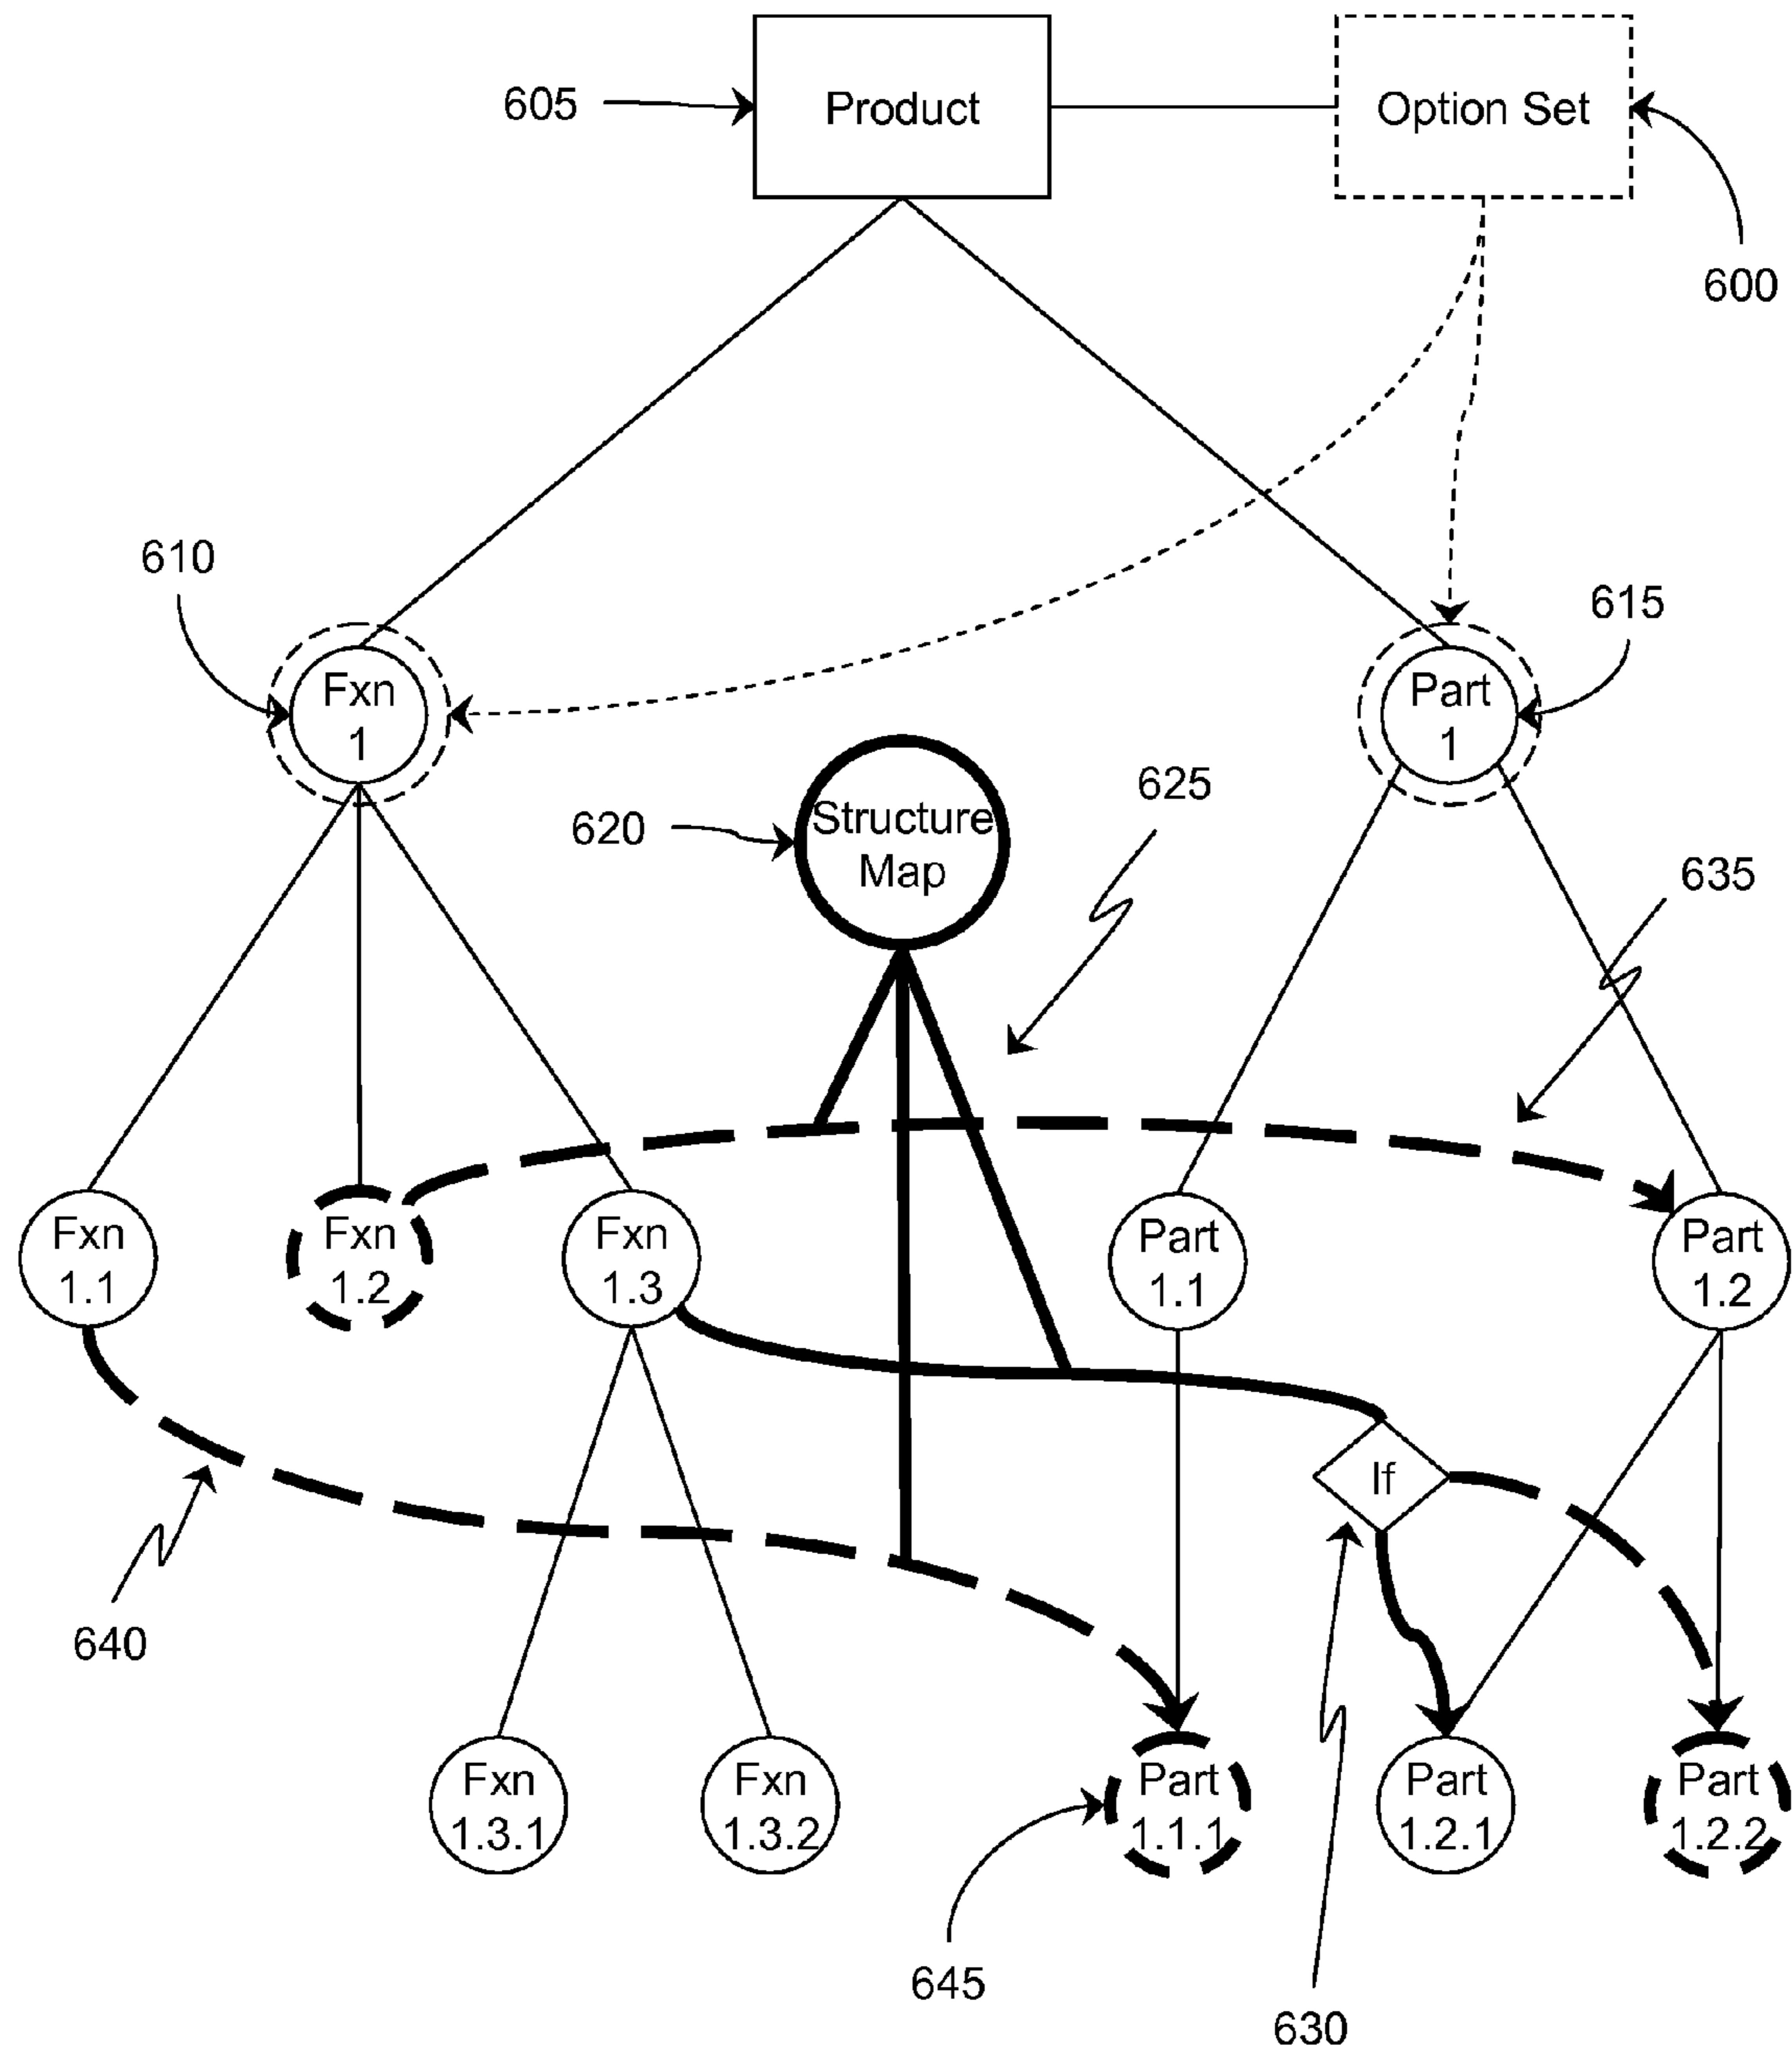 605
Product
Option Set
600
610
615
Fxn
1
Part
1
620
Structure
Map
625
635
Fxn
1.1
Fxn
1.2
Fxn
1.3
Part
1.1
Part
1.2
If
640
Fxn
1.3.1
Fxn
1.3.2
Part
1.1.1
Part
1.2.1
Part
1.2.2
645
630